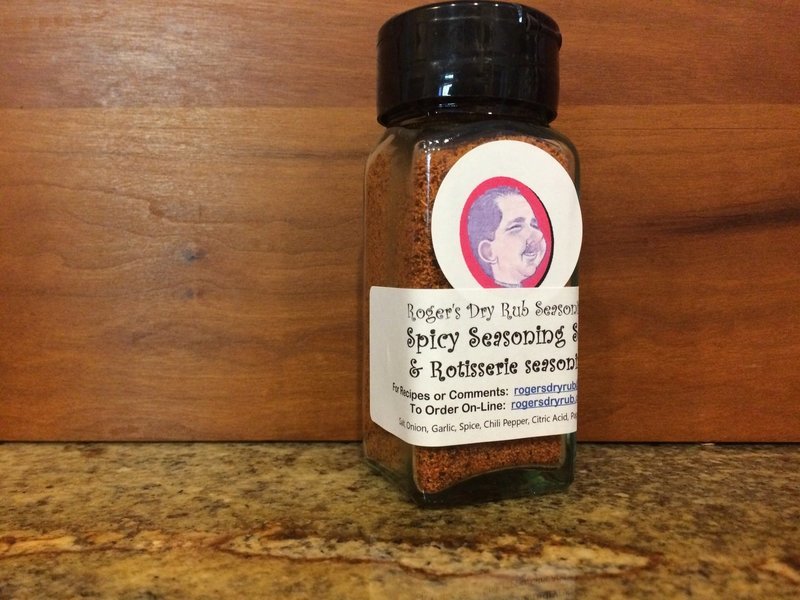 Roger's Dry Rub Seasoni
Spicy Seasoning S
& Rotisserie seasoni
For Recipes or Comments: rogersdryrub
To Order On-Line: rogersdryrub.
Salt, Onion, Garlic, Spice, Chili Pepper, Citric Acid,